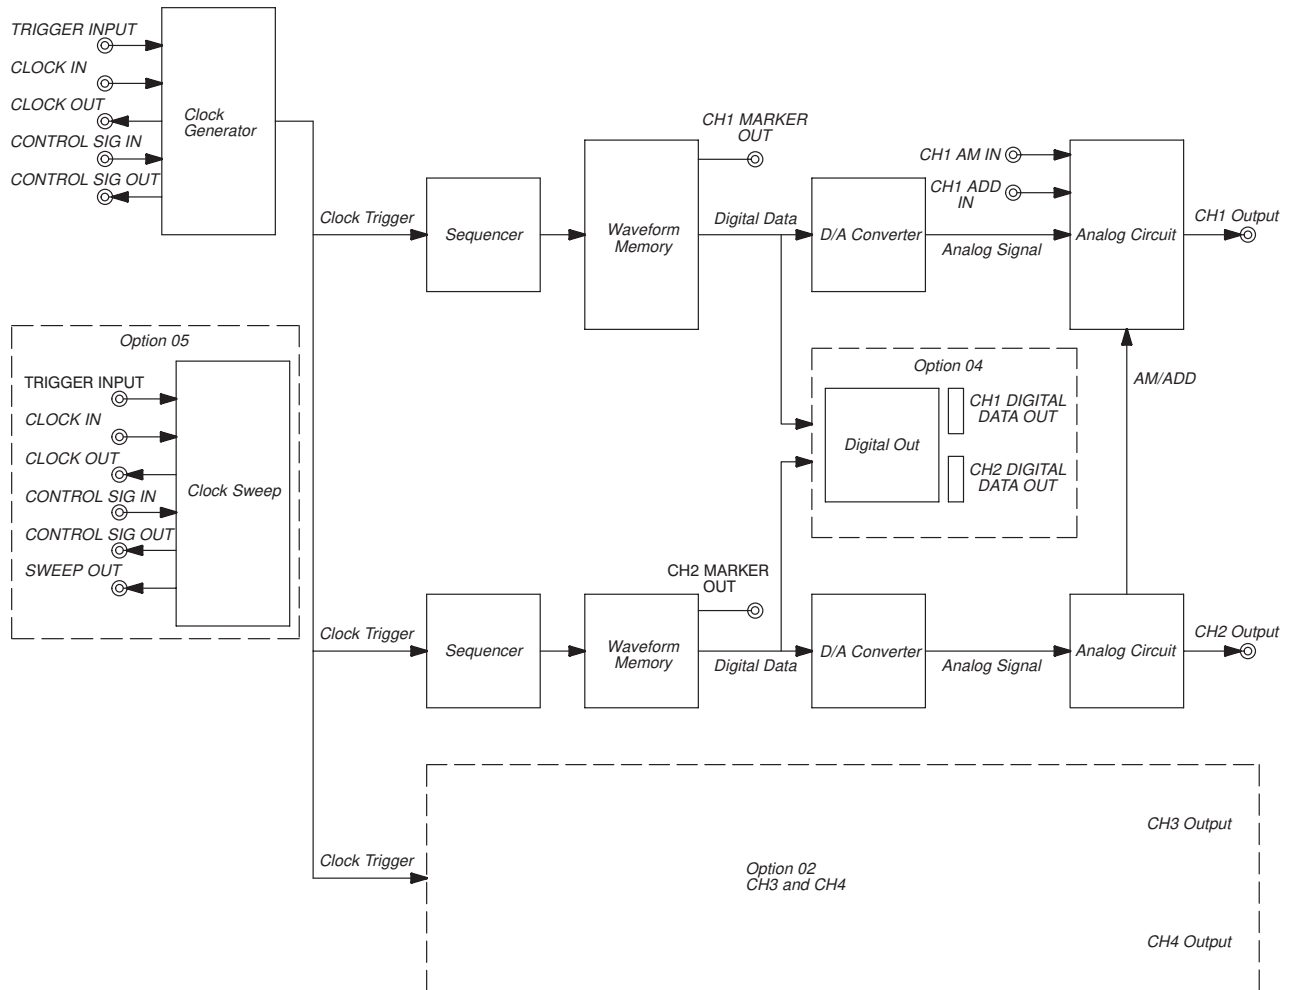 TRIGGER INPUT
CLOCK IN
CLOCK OUT
CONTROL SIG IN
CONTROL SIG OUT
Clock
Generator
CH1 MARKER
OUT
CH1 AM IN
CH1 ADD
IN
Clock Trigger
Sequencer
Waveform
Memory
Digital Data
D/A Converter
Analog Signal
Analog Circuit
CH1 Output
Option 05
TRIGGER INPUT
CLOCK IN
CLOCK OUT
CONTROL SIG IN
CONTROL SIG OUT
SWEEP OUT
Clock Sweep
Option 04
Digital Out
CH1 DIGITAL
DATA OUT
CH2 DIGITAL
DATA OUT
AM/ADD
CH2 MARKER
OUT
Clock Trigger
Sequencer
Waveform
Memory
Digital Data
D/A Converter
Analog Signal
Analog Circuit
CH2 Output
Clock Trigger
Option 02
CH3 and CH4
CH3 Output
CH4 Output